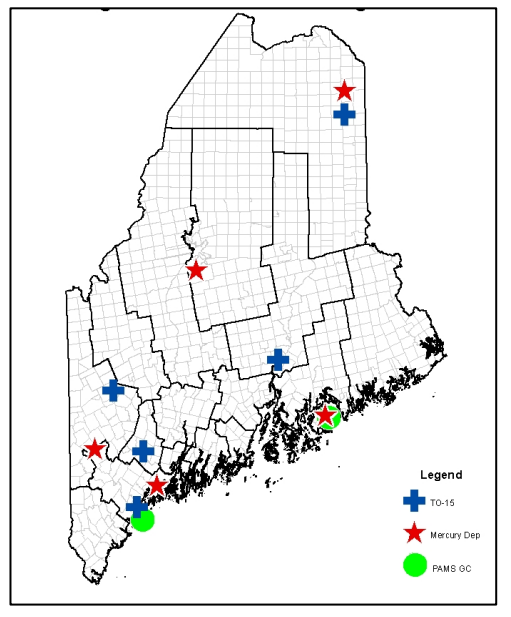 Legend
TO-15
Mercury Dep
PAMS GC